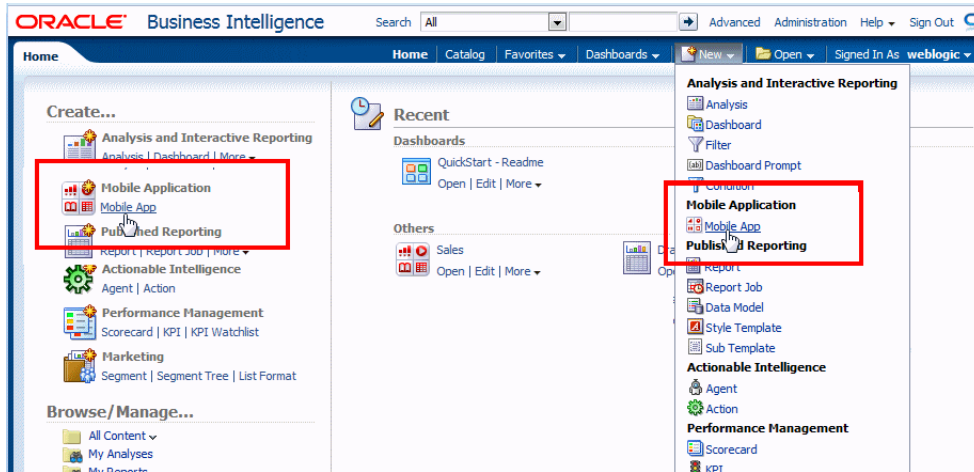 ORACLE Business Intelligence
Search All Advanced Administration Help Sign Out
Home
Home Catalog Favorites Dashboards New Open Signed In As weblogic
Create...
Analysis and Interactive Reporting
Analysis | Dashboard | More
Mobile Application
Mobile App
Published Reporting
Report | Report Job | More
Actionable Intelligence
Agent | Action
Performance Management
Scorecard | KPI | KPI Watchlist
Marketing
Segment | Segment Tree | List Format
Browse/Manage...
All Content
My Analyses
My Reports
Recent
Dashboards
QuickStart - Readme
Open | Edit | More
Others
Sales
Open | Edit | More
Analysis and Interactive Reporting
Analysis
Dashboard
Filter
Dashboard Prompt
Condition
Mobile Application
Mobile App
Published Reporting
Report
Report Job
Data Model
Style Template
Sub Template
Actionable Intelligence
Agent
Action
Performance Management
Scorecard
KPI